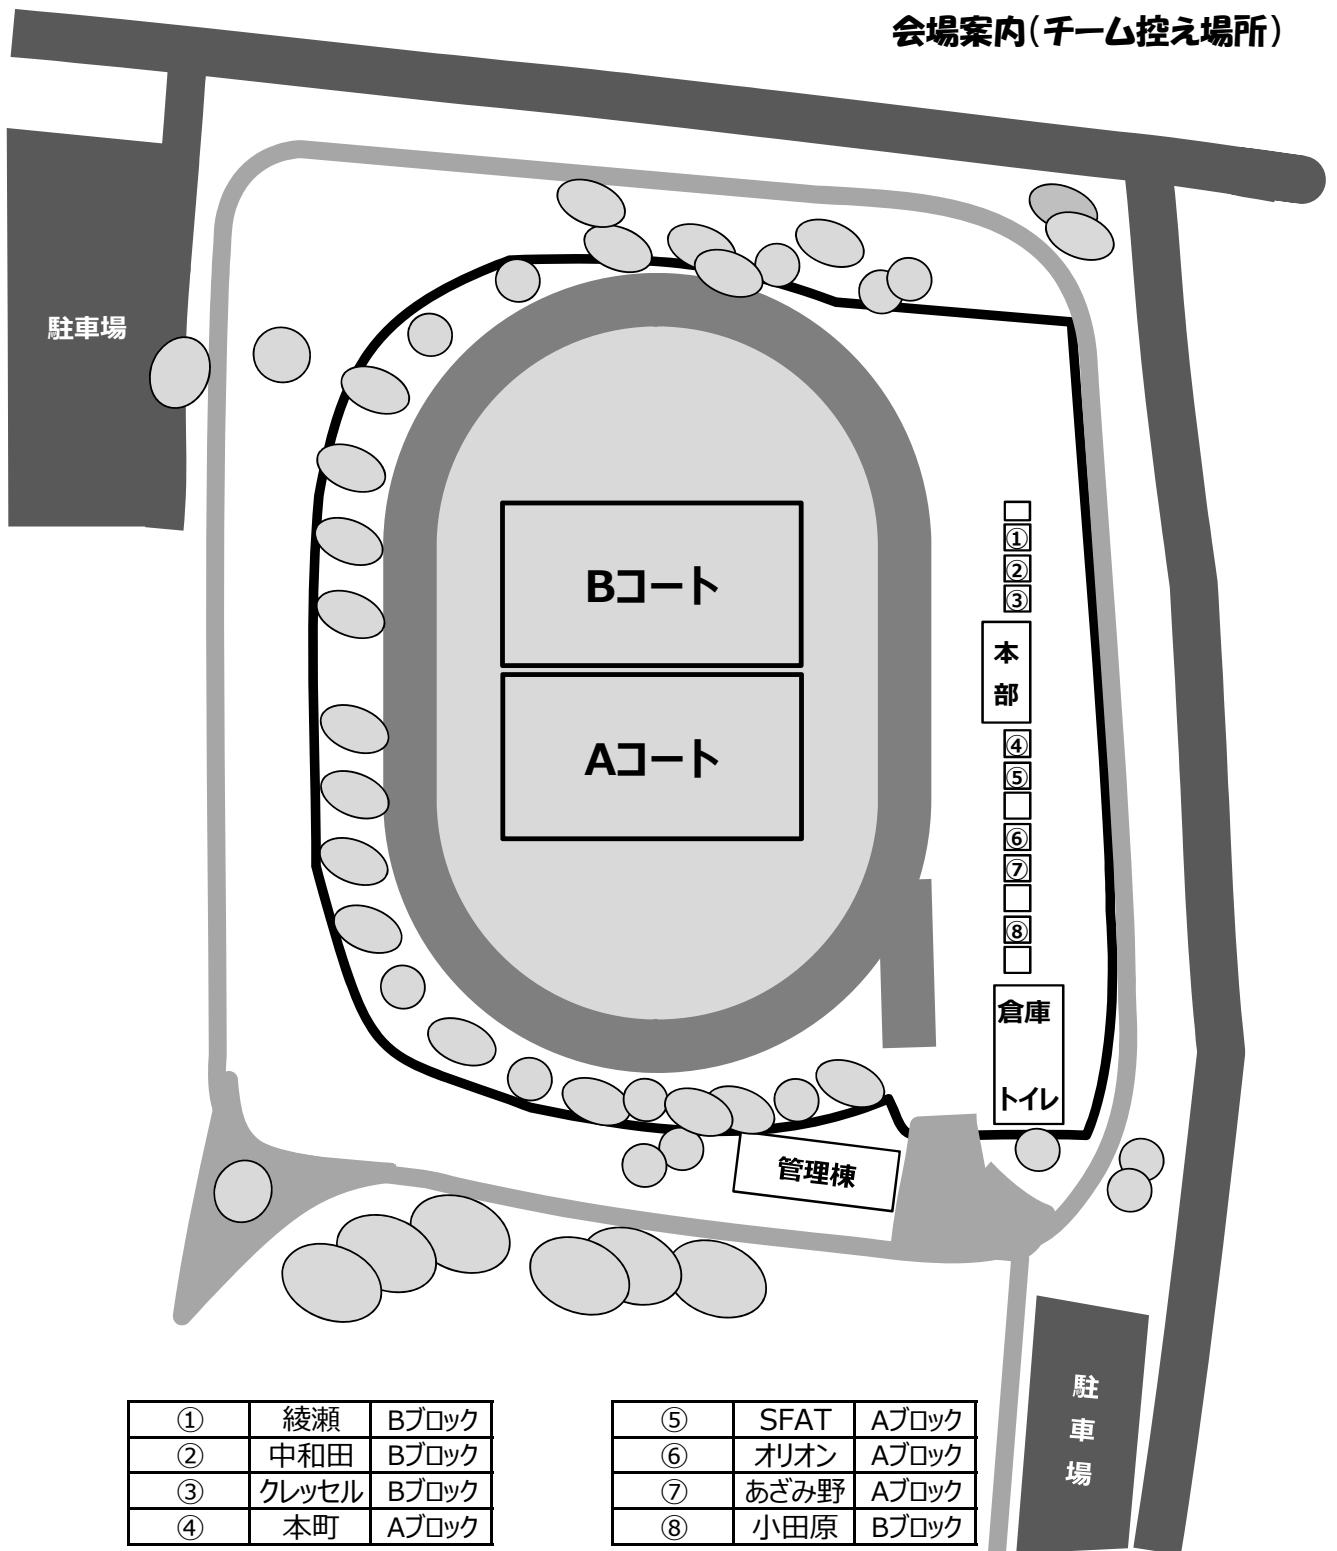 会場案内(チーム控え場所)
駐車場
Bコート
Aコート
①
②
③
本
部
④
⑤
⑥
⑦
⑧
倉庫
トイレ
管理棟
駐
車
場
① 綾瀬 Bブロック
② 中和田 Bブロック
③ クレッセル Bブロック
④ 本町 Aブロック
⑤ SFAT Aブロック
⑥ オリオン Aブロック
⑦ あざみ野 Aブロック
⑧ 小田原 Bブロック